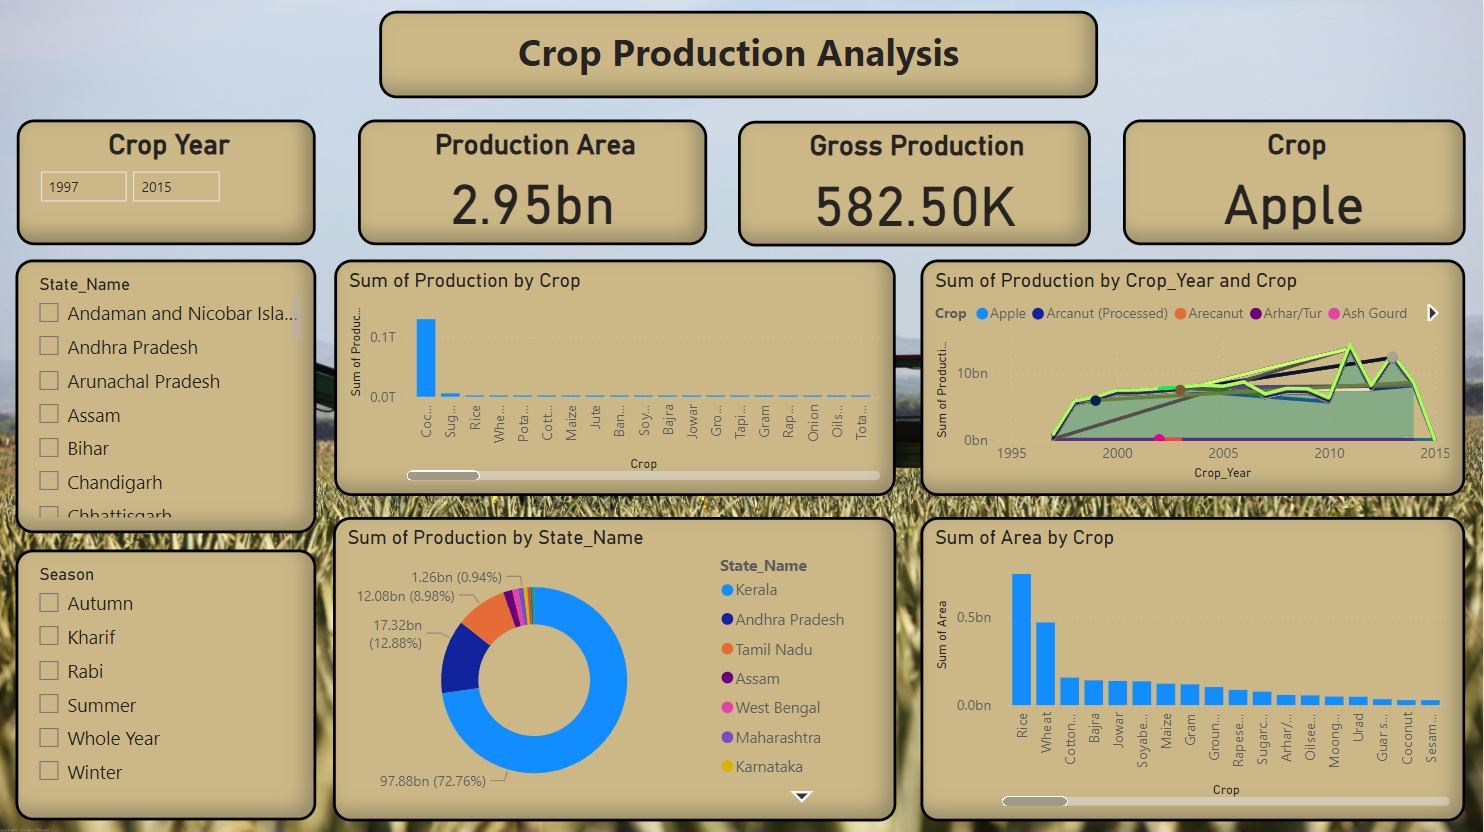 Crop Production Analysis
Crop Year
1997 2015
Production Area
2.95bn
Gross Production
582.50K
Crop
Apple
State_Name
Andaman and Nicobar Isla...
Andhra Pradesh
Arunachal Pradesh
Assam
Bihar
Chandigarh
Chhattisgarh
Season
Autumn
Kharif
Rabi
Summer
Whole Year
Winter
Sum of Production by Crop
Sum of Produc...
0.1T
0.0T
Coc...
Sug...
Rice
Whe...
Pota...
Cott...
Maize
Jute
Ban...
Soy...
Bajra
Jowar
Gro...
Tapi...
Gram
Rap...
Onion
Oils...
Tota...
Crop
Sum of Production by Crop_Year and Crop
Crop Apple Arcanut (Processed) Arecanut Arhar/Tur Ash Gourd
Sum of Producti...
10bn
0bn
1995 2000 2005 2010 2015
Crop_Year
Sum of Production by State_Name
1.26bn (0.94%)
12.08bn (8.98%)
17.32bn
(12.88%)
97.88bn (72.76%)
State_Name
Kerala
Andhra Pradesh
Tamil Nadu
Assam
West Bengal
Maharashtra
Karnataka
Sum of Area by Crop
Sum of Area
0.5bn
0.0bn
Rice
Wheat
Cotton...
Bajra
Jowar
Soyabe...
Maize
Gram
Groun...
Rapese...
Sugarc...
Arhar/...
Oilsee...
Moong...
Urad
Guar s...
Coconut
Sesam...
Crop